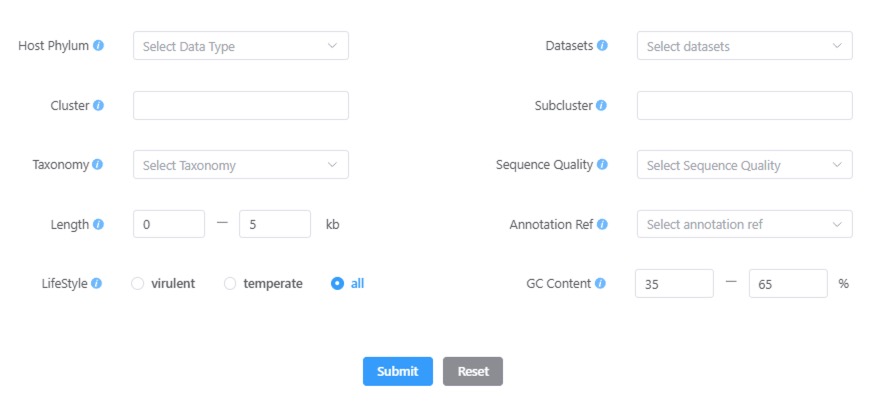 Host Phylum Select Data Type Datasets Select datasets
Cluster Subcluster
Taxonomy Select Taxonomy Sequence Quality Select Sequence Quality
Length 0 — 5 kb Annotation Ref Select annotation ref
LifeStyle virulent temperate all GC Content 35 — 65 %
Submit Reset